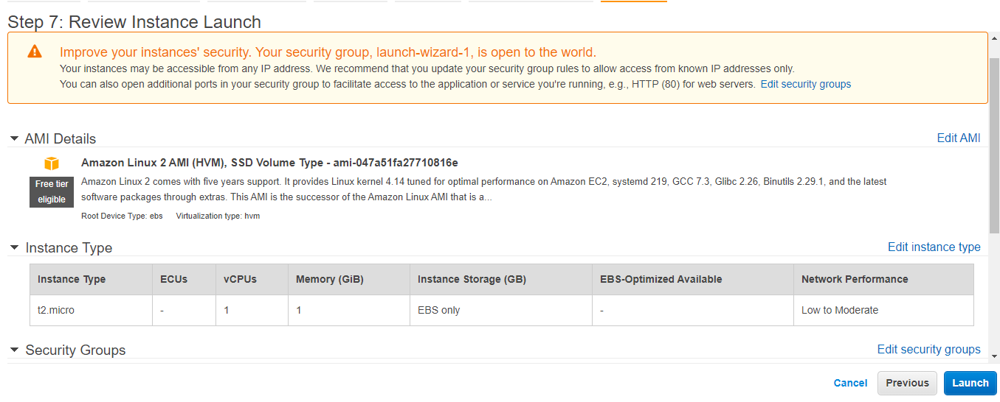 Step 7: Review Instance Launch
Improve your instances' security. Your security group, launch-wizard-1, is open to the world.
Your instances may be accessible from any IP address. We recommend that you update your security group rules to allow access from known IP addresses only.
You can also open additional ports in your security group to facilitate access to the application or service you're running, e.g., HTTP (80) for web servers. Edit security groups
AMI Details
Edit AMI
Free tier
eligible
Amazon Linux 2 AMI (HVM), SSD Volume Type - ami-047a51fa27710816e
Amazon Linux 2 comes with five years support. It provides Linux kernel 4.14 tuned for optimal performance on Amazon EC2, systemd 219, GCC 7.3, Glibc 2.26, Binutils 2.29.1, and the latest
software packages through extras. This AMI is the successor of the Amazon Linux AMI that is a...
Root Device Type: ebs Virtualization type: hvm
Instance Type
Edit instance type
Instance Type ECUs vCPUs Memory (GiB) Instance Storage (GB) EBS-Optimized Available Network Performance
t2.micro - 1 1 EBS only - Low to Moderate
Security Groups
Edit security groups
Cancel Previous Launch